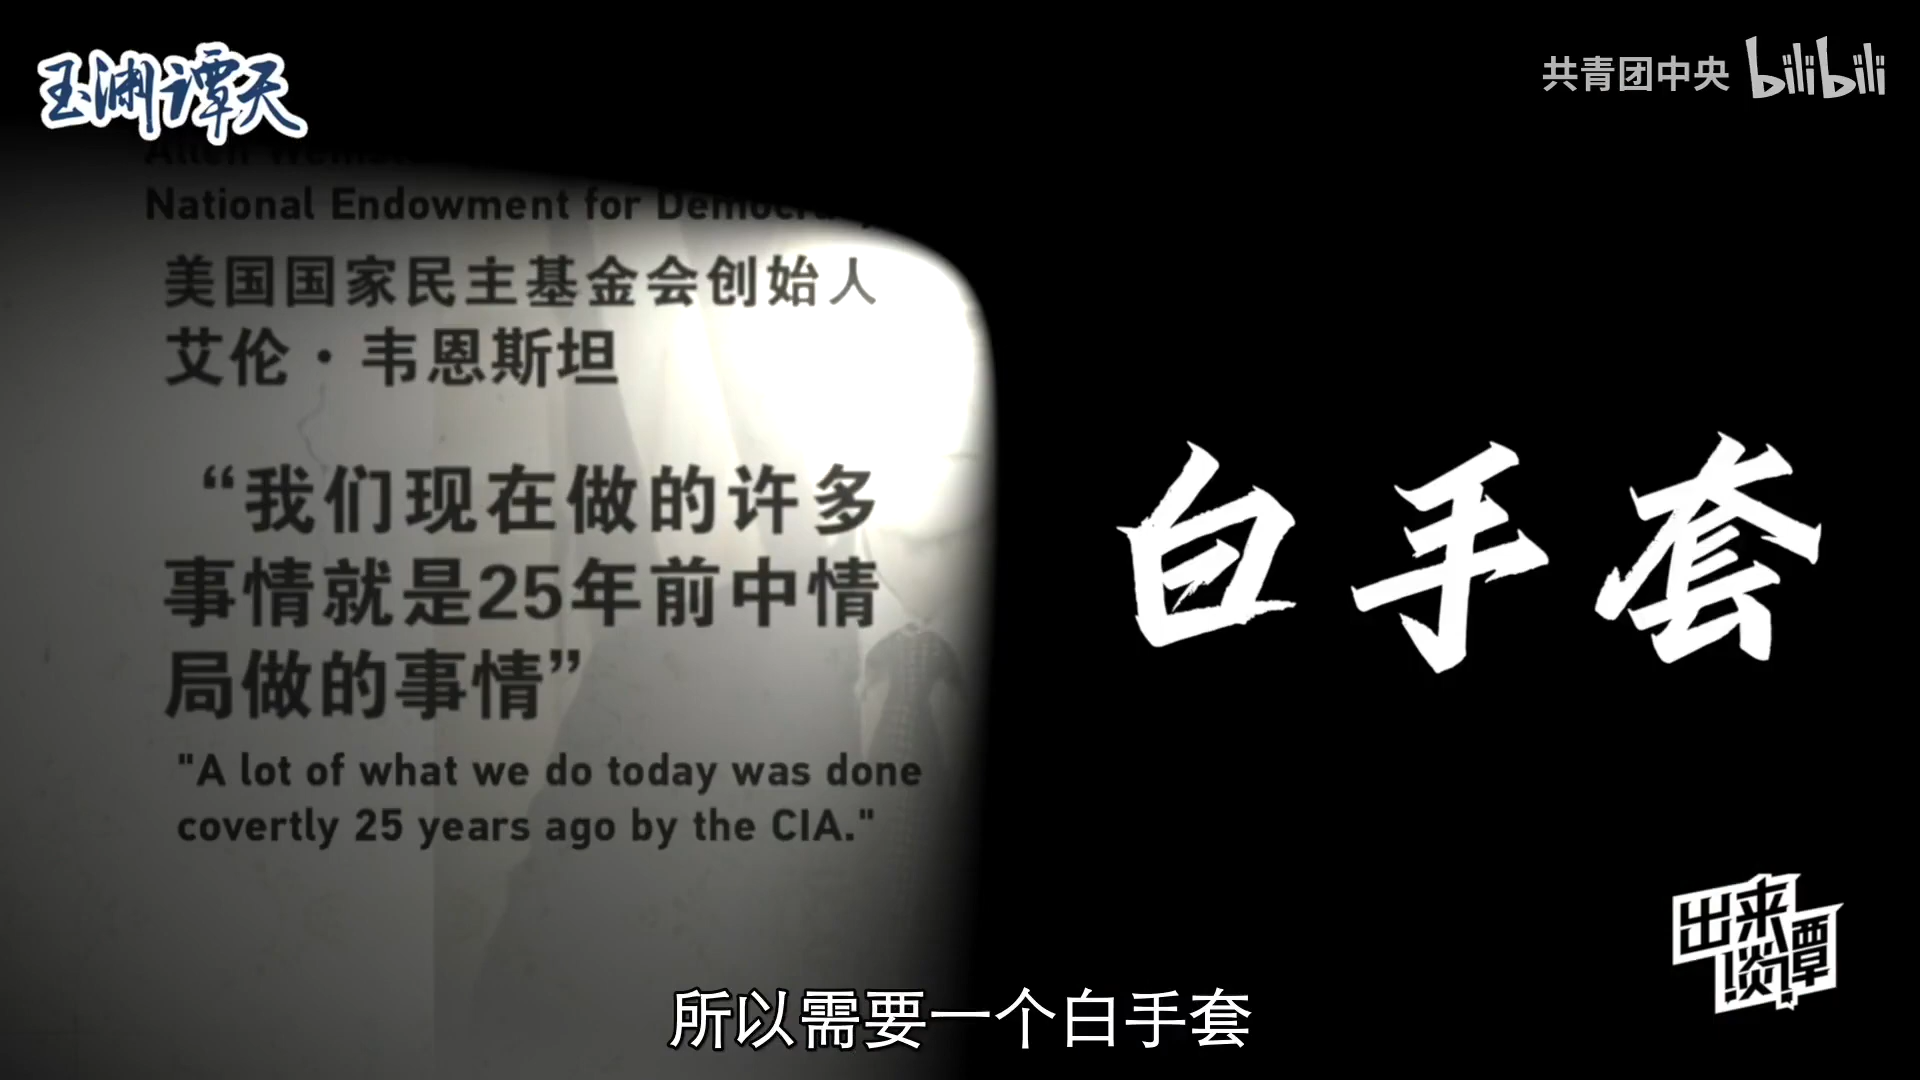 玉渊谭天
共青团中央 bilibili
National Endowment for Democracy
美国国家民主基金会创始人
艾伦·韦恩斯坦
“我们现在做的许多
事情就是25年前中情
局做的事情”
"A lot of what we do today was done
covertly 25 years ago by the CIA."
白手套
出来
谈谭
所以需要一个白手套